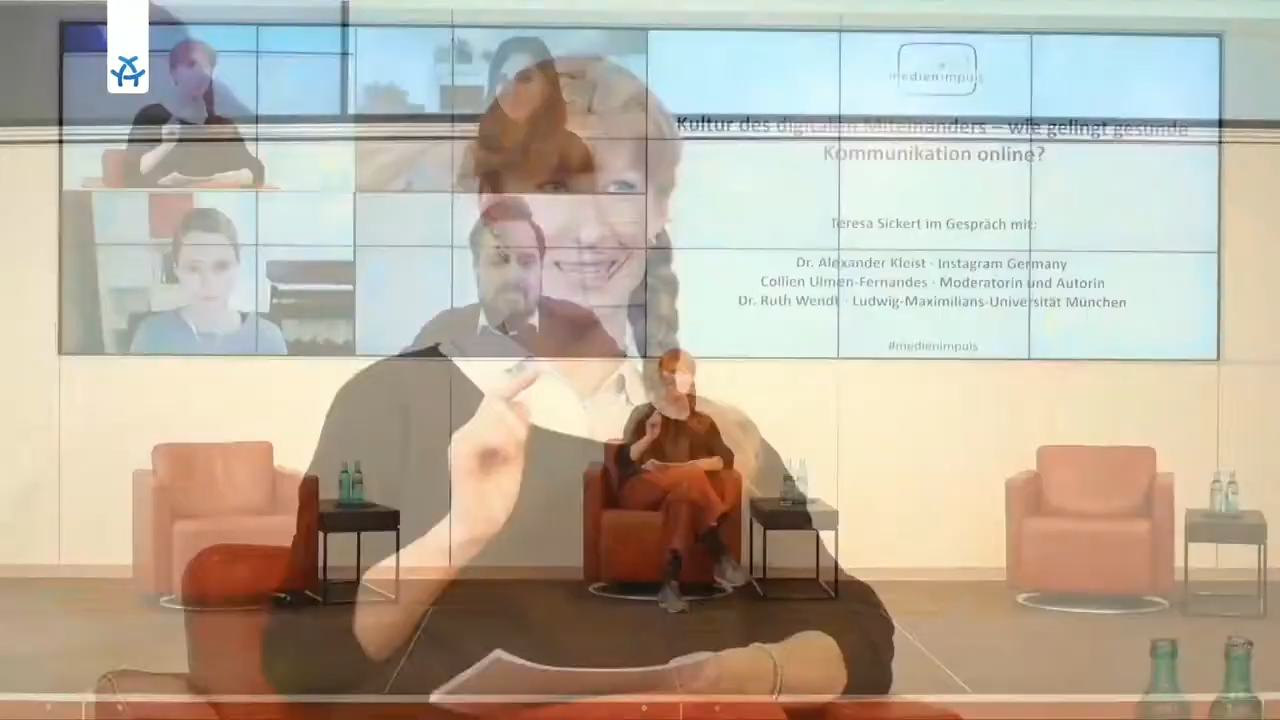 medienimpuls
Kultur des digitalen Miteinanders – wie gelingt gesunde
Kommunikation online?
Teresa Sickert im Gespräch mit:
Dr. Alexander Kleist · Instagram Germany
Collien Ulmen-Fernandes · Moderatorin und Autorin
Dr. Ruth Wendt · Ludwig-Maximilians-Universität München
#medienimpuls